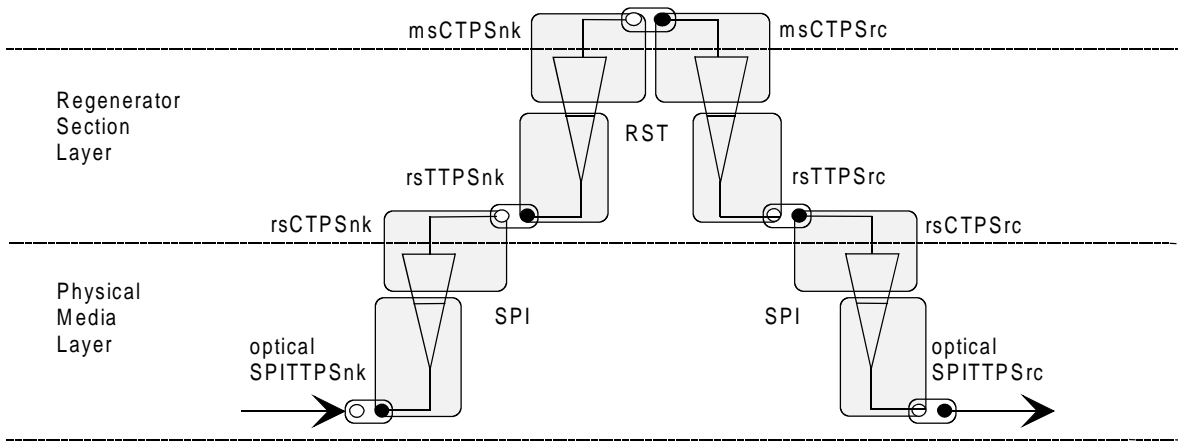 msCTPSnk
msCTPSrc
Regenerator
Section
Layer
RST
rsTTPSnk
rsTTPSrc
rsCTPSnk
rsCTPSrc
Physical
Media
Layer
SPI
SPI
optical
SPITTPSnk
optical
SPITTPSrc